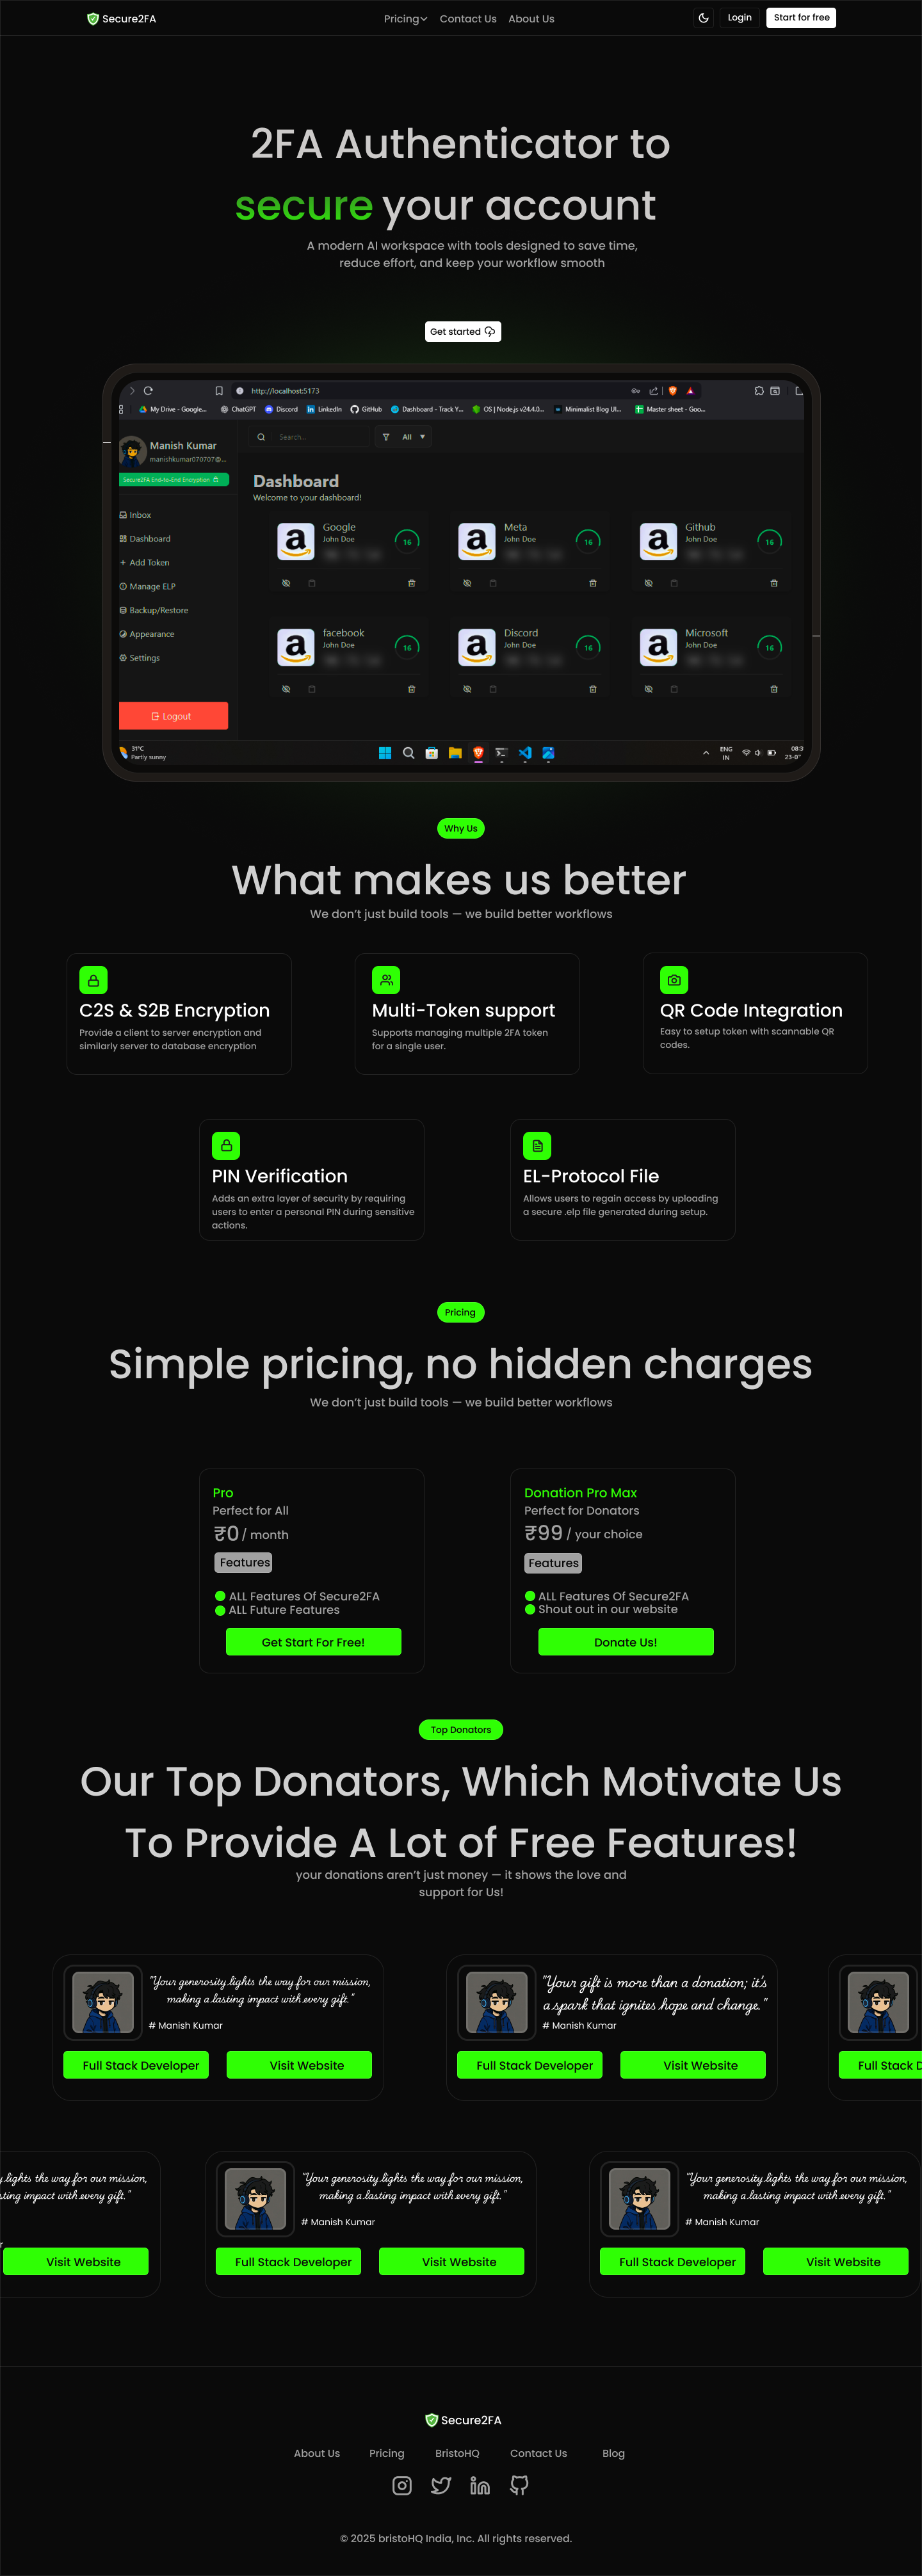 Secure2FA
Pricing
Contact Us
About Us
Login
Start for free
2FA Authenticator to
secure your account
A modern AI workspace with tools designed to save time,
reduce effort, and keep your workflow smooth
Get started
http://localhost:5173
My Drive - Google...
ChatGPT
Discord
LinkedIn
GitHub
Dashboard - Track Y...
OS | Node.js v24.4.0...
Minimalist Blog UI...
Master sheet - Goo...
Manish Kumar
manishkumar070707@...
Secure2FA End-to-End Encryption
Search...
All
Inbox
Dashboard
Add Token
Manage ELP
Backup/Restore
Appearance
Settings
Logout
Dashboard
Welcome to your dashboard!
Google
John Doe
16
Meta
John Doe
16
Github
John Doe
16
facebook
John Doe
16
Discord
John Doe
16
Microsoft
John Doe
16
31°C
Partly sunny
ENG
IN
08:3
23-0
Why Us
What makes us better
We don't just build tools — we build better workflows
C2S & S2B Encryption
Provide a client to server encryption and
similarly server to database encryption
Multi-Token support
Supports managing multiple 2FA token
for a single user.
QR Code Integration
Easy to setup token with scannable QR
codes.
PIN Verification
Adds an extra layer of security by requiring
users to enter a personal PIN during sensitive
actions.
EL-Protocol File
Allows users to regain access by uploading
a secure .elp file generated during setup.
Pricing
Simple pricing, no hidden charges
We don't just build tools — we build better workflows
Pro
Perfect for All
₹0 / month
Features
ALL Features Of Secure2FA
ALL Future Features
Get Start For Free!
Donation Pro Max
Perfect for Donators
₹99 / your choice
Features
ALL Features Of Secure2FA
Shout out in our website
Donate Us!
Top Donators
Our Top Donators, Which Motivate Us
To Provide A Lot of Free Features!
your donations aren't just money — it shows the love and
support for Us!
"Your generosity lights the way for our mission,
making a lasting impact with every gift."
# Manish Kumar
Full Stack Developer
Visit Website
"Your gift is more than a donation; it's
a spark that ignites hope and change."
# Manish Kumar
Full Stack Developer
Visit Website
Full Stack D
y lights the way for our mission,
sting impact with every gift."
r
Visit Website
"Your generosity lights the way for our mission,
making a lasting impact with every gift."
# Manish Kumar
Full Stack Developer
Visit Website
"Your generosity lights the way for our mission,
making a lasting impact with every gift."
# Manish Kumar
Full Stack Developer
Visit Website
Secure2FA
About Us
Pricing
BristoHQ
Contact Us
Blog
© 2025 bristoHQ India, Inc. All rights reserved.